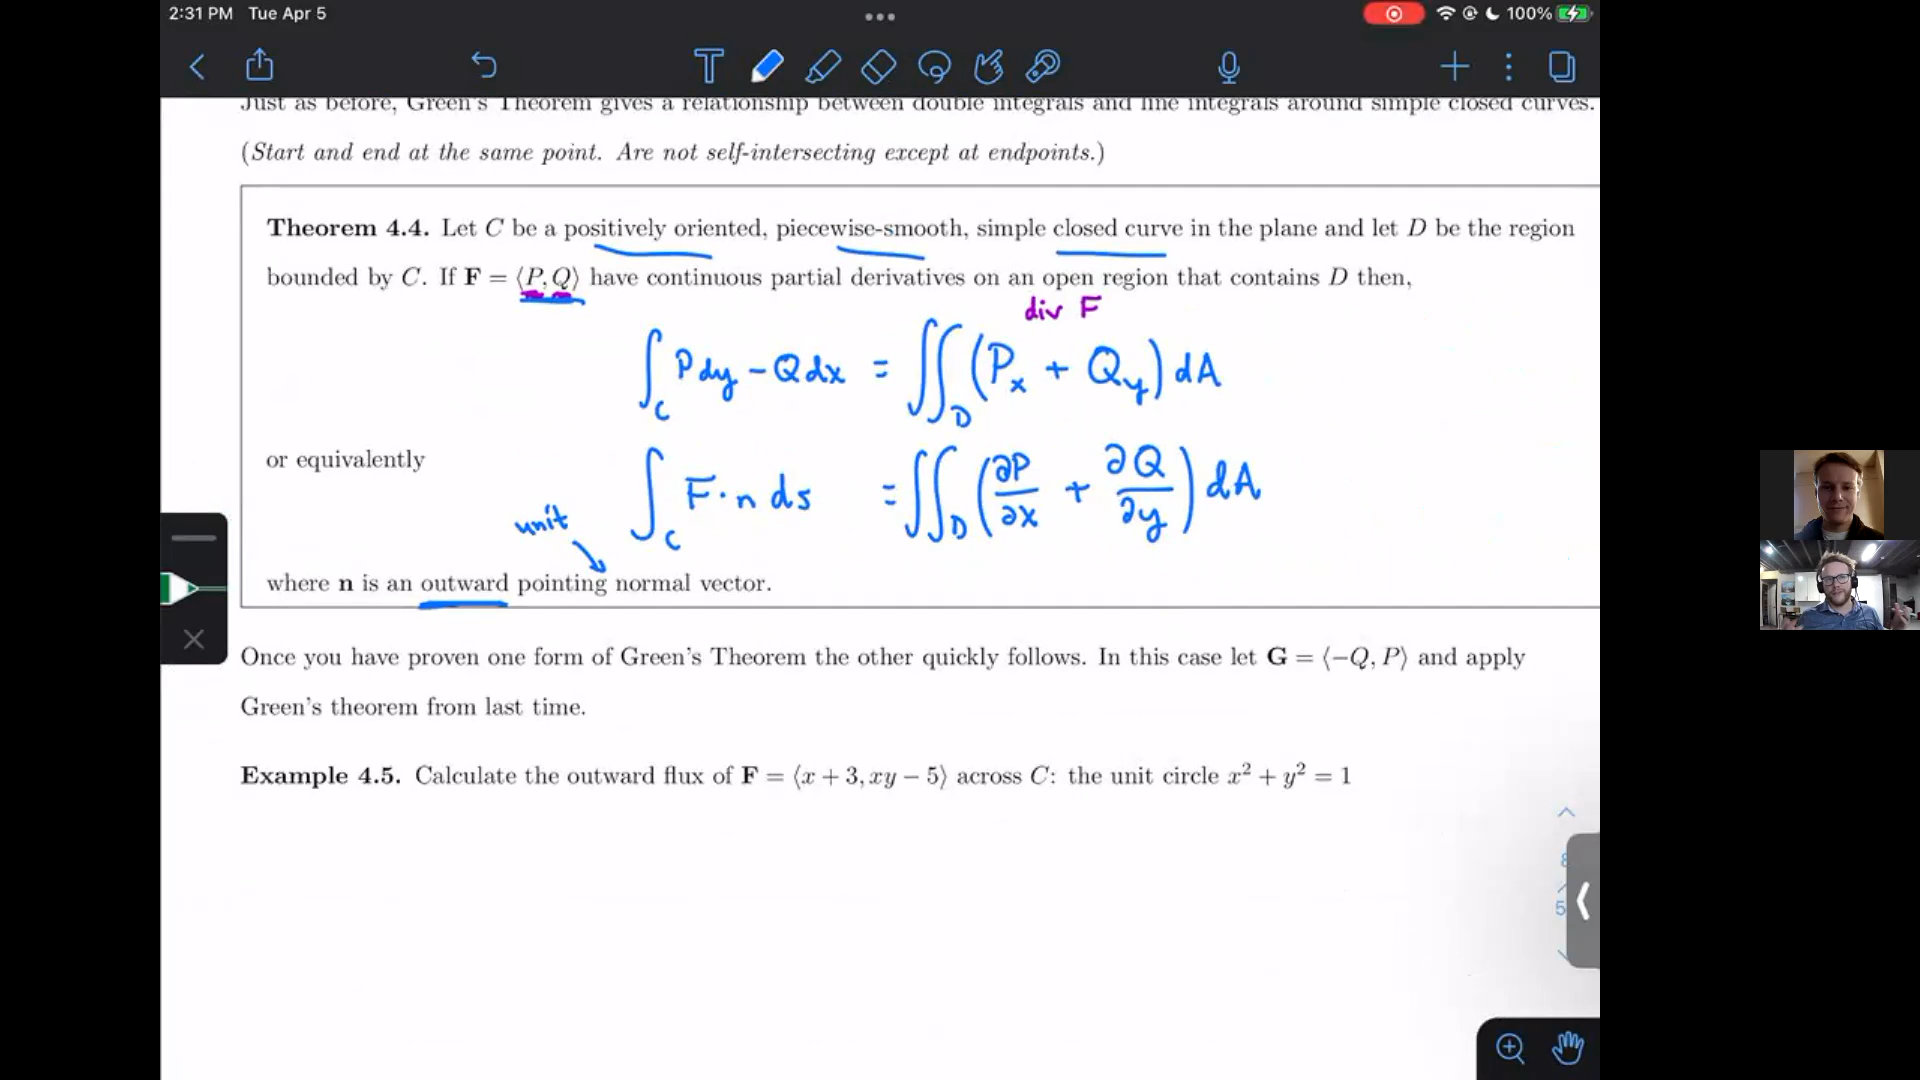 2:31 PM Tue Apr 5
100%
Just as before, Green's Theorem gives a relationship between double integrals and line integrals around simple closed curves.
(Start and end at the same point. Are not self-intersecting except at endpoints.)
Theorem 4.4. Let C be a positively oriented, piecewise-smooth, simple closed curve in the plane and let D be the region
bounded by C. If F = ⟨P, Q⟩ have continuous partial derivatives on an open region that contains D then,
div F
∫_C P dy − Q dx = ∬_D (P_x + Q_y) dA
or equivalently
∫_C F · n ds = ∬_D (∂P/∂x + ∂Q/∂y) dA
unit
where n is an outward pointing normal vector.
Once you have proven one form of Green's Theorem the other quickly follows. In this case let G = ⟨−Q, P⟩ and apply
Green's theorem from last time.
Example 4.5. Calculate the outward flux of F = ⟨x + 3, xy − 5⟩ across C: the unit circle x² + y² = 1
5